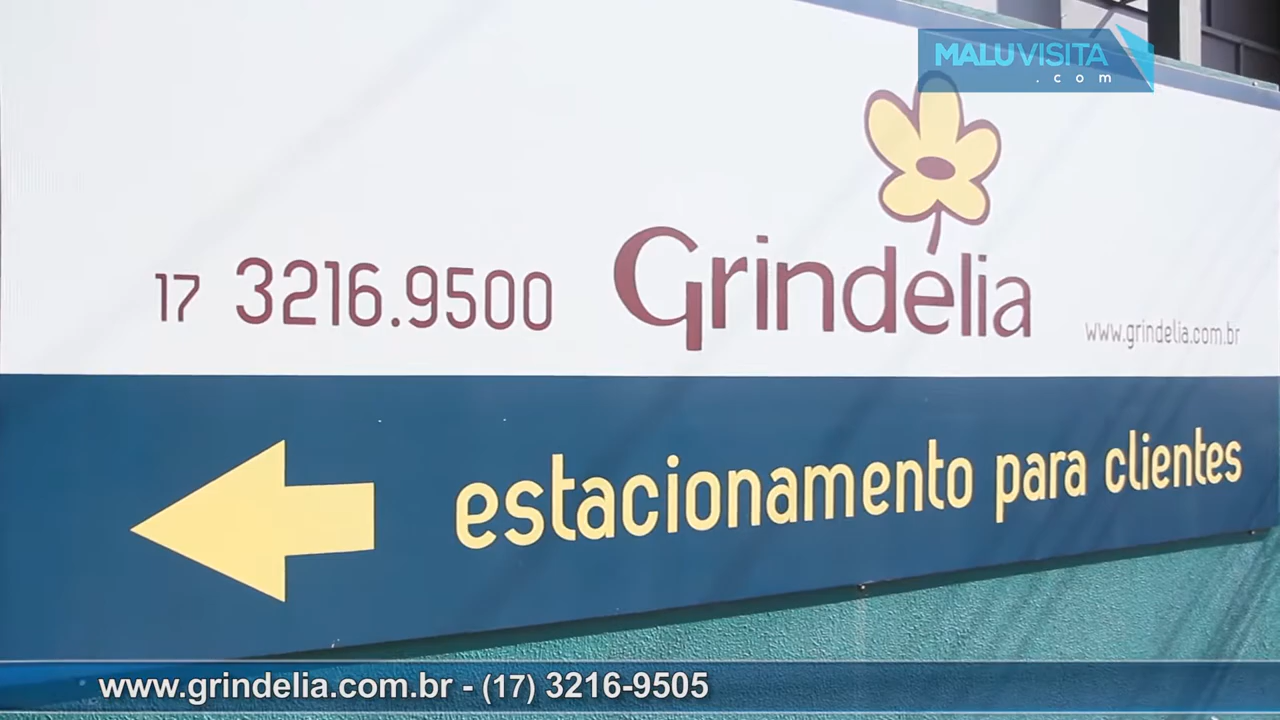 MALUVISITA
.com
17 3216.9500 Grindelia www.grindelia.com.br
estacionamento para clientes
www.grindelia.com.br - (17) 3216-9505